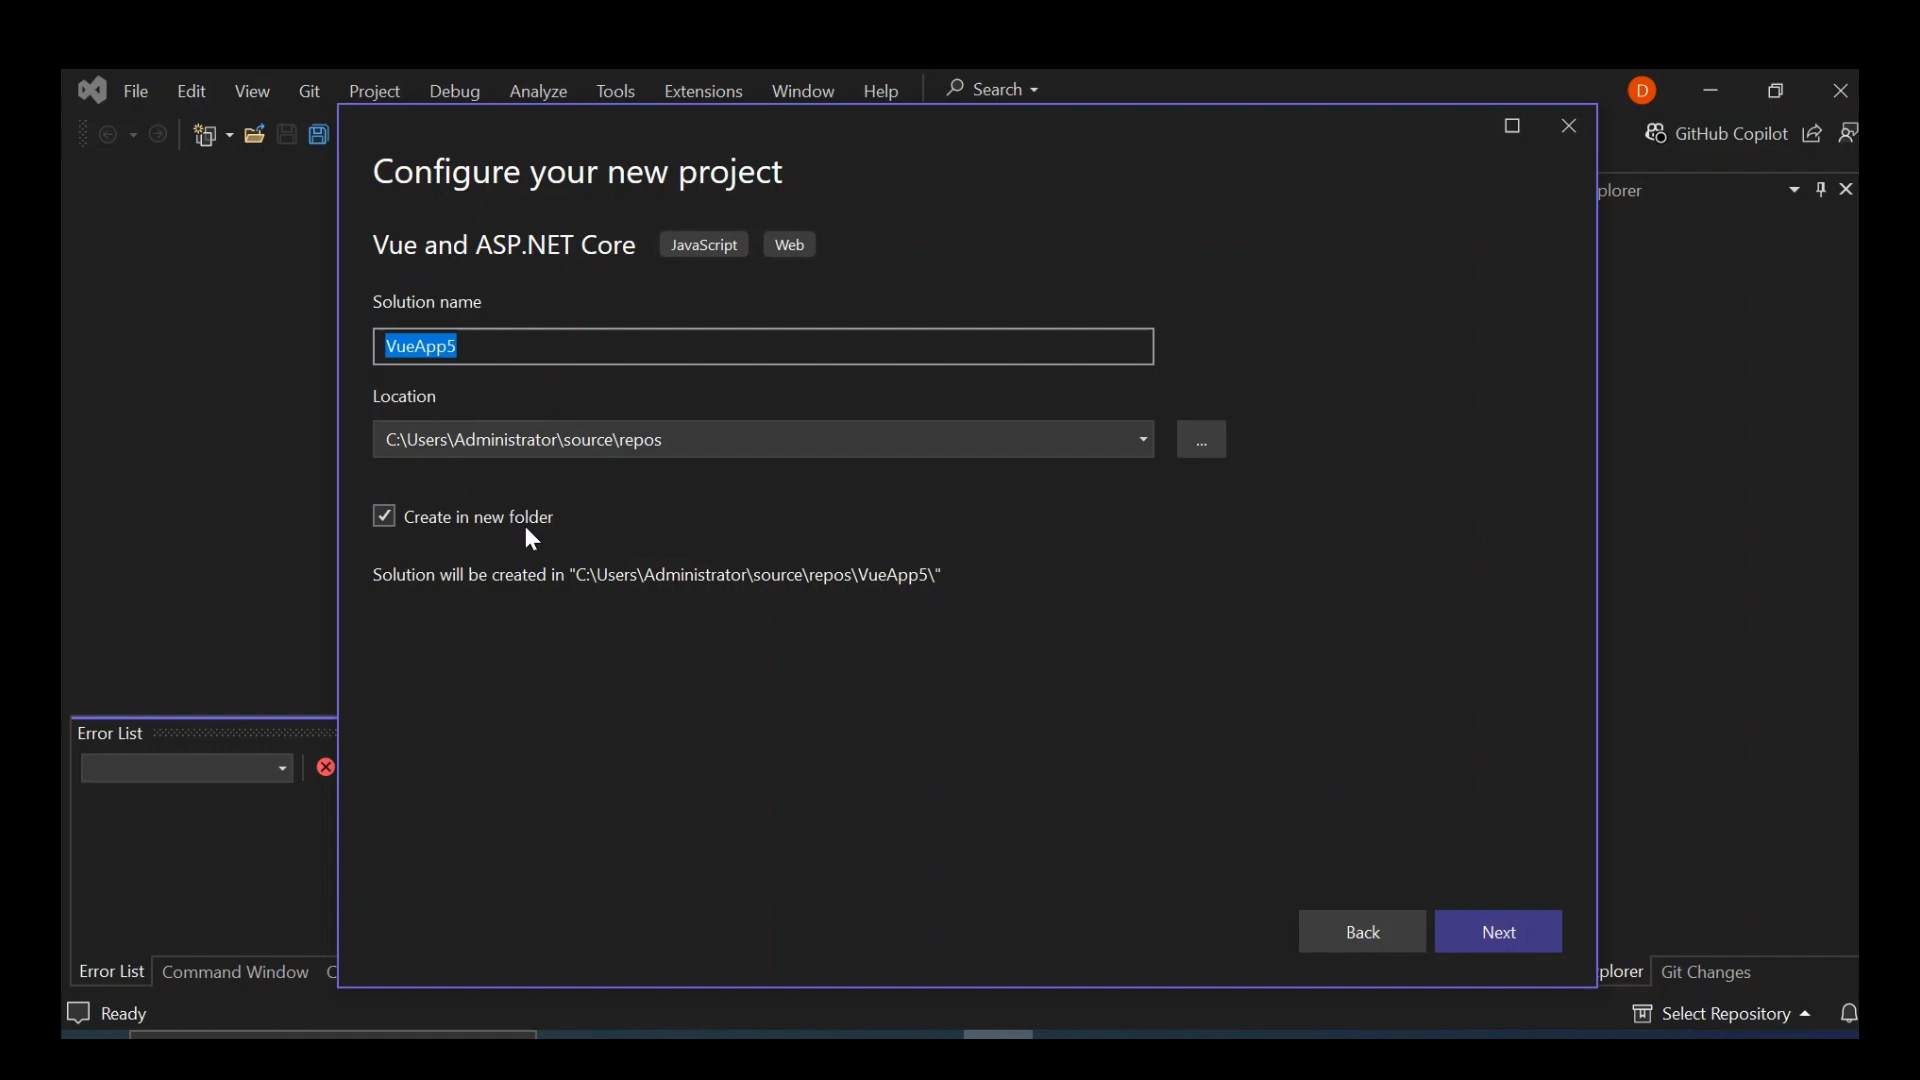 File Edit View Git Project Debug Analyze Tools Extensions Window Help Search D
GitHub Copilot
Configure your new project
plorer
Vue and ASP.NET Core JavaScript Web
Solution name
VueApp5
Location
C:\Users\Administrator\source\repos ...
Create in new folder
Solution will be created in "C:\Users\Administrator\source\repos\VueApp5\"
Error List
Back Next
Error List Command Window C plorer Git Changes
Ready Select Repository